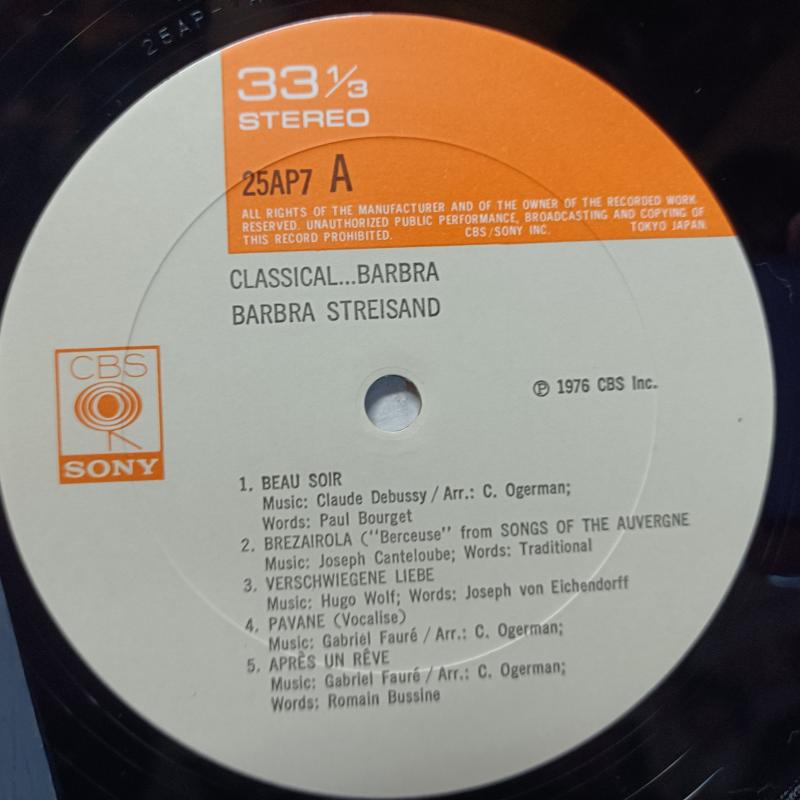 33 1/3
STEREO
25AP7 A
ALL RIGHTS OF THE MANUFACTURER AND OF THE OWNER OF THE RECORDED WORK
RESERVED. UNAUTHORIZED PUBLIC PERFORMANCE, BROADCASTING AND COPYING OF
THIS RECORD PROHIBITED. CBS/SONY INC. TOKYO JAPAN.
CLASSICAL...BARBRA
BARBRA STREISAND
CBS
SONY
℗ 1976 CBS Inc.
1. BEAU SOIR
Music: Claude Debussy / Arr.: C. Ogerman;
Words: Paul Bourget
2. BREZAIROLA ("Berceuse" from SONGS OF THE AUVERGNE
Music: Joseph Canteloube; Words: Traditional
3. VERSCHWIEGENE LIEBE
Music: Hugo Wolf; Words: Joseph von Eichendorff
4. PAVANE (Vocalise)
Music: Gabriel Fauré / Arr.: C. Ogerman;
5. APRÈS UN RÊVE
Music: Gabriel Fauré / Arr.: C. Ogerman;
Words: Romain Bussine